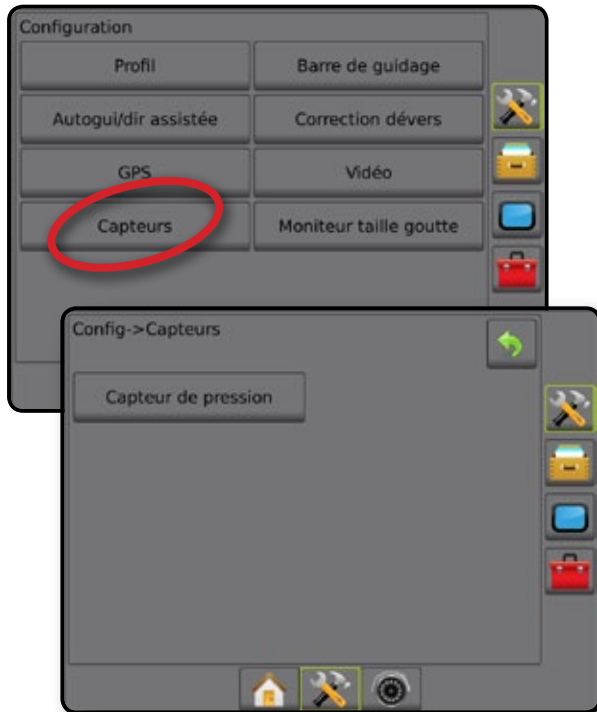 Configuration
Profil
Barre de guidage
Autogui/dir assistée
Correction dévers
GPS
Vidéo
Capteurs
Moniteur taille goutte
Config->Capteurs
Capteur de pression